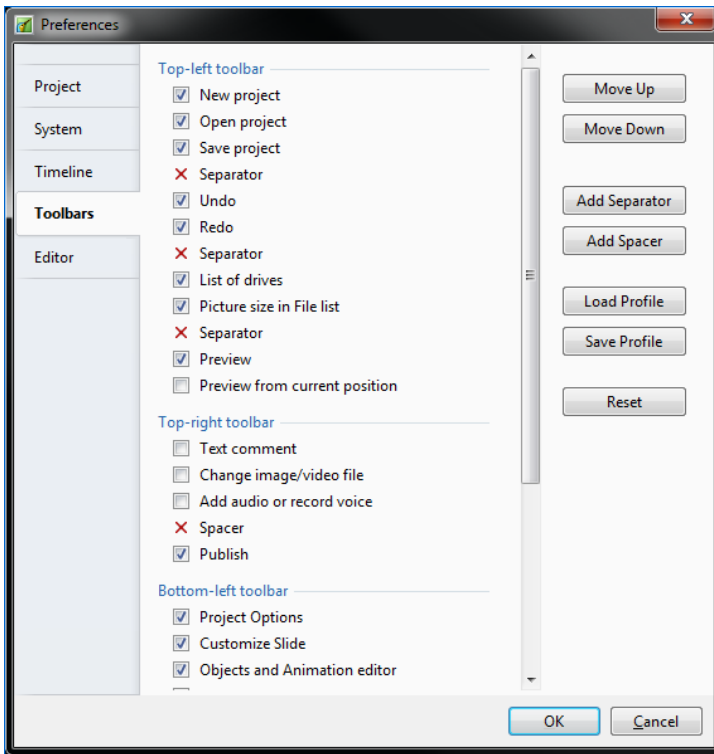 Preferences
Project
System
Timeline
Toolbars
Editor
Top-left toolbar
New project
Open project
Save project
Separator
Undo
Redo
Separator
List of drives
Picture size in File list
Separator
Preview
Preview from current position
Top-right toolbar
Text comment
Change image/video file
Add audio or record voice
Spacer
Publish
Bottom-left toolbar
Project Options
Customize Slide
Objects and Animation editor
Move Up
Move Down
Add Separator
Add Spacer
Load Profile
Save Profile
Reset
OK
Cancel